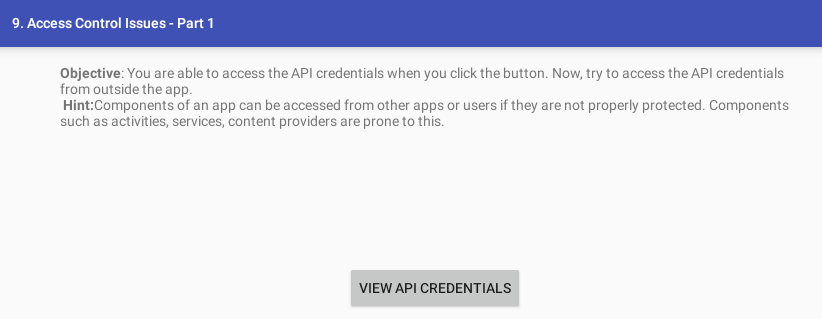 9. Access Control Issues - Part 1
Objective: You are able to access the API credentials when you click the button. Now, try to access the API credentials
from outside the app.
Hint:Components of an app can be accessed from other apps or users if they are not properly protected. Components
such as activities, services, content providers are prone to this.
VIEW API CREDENTIALS